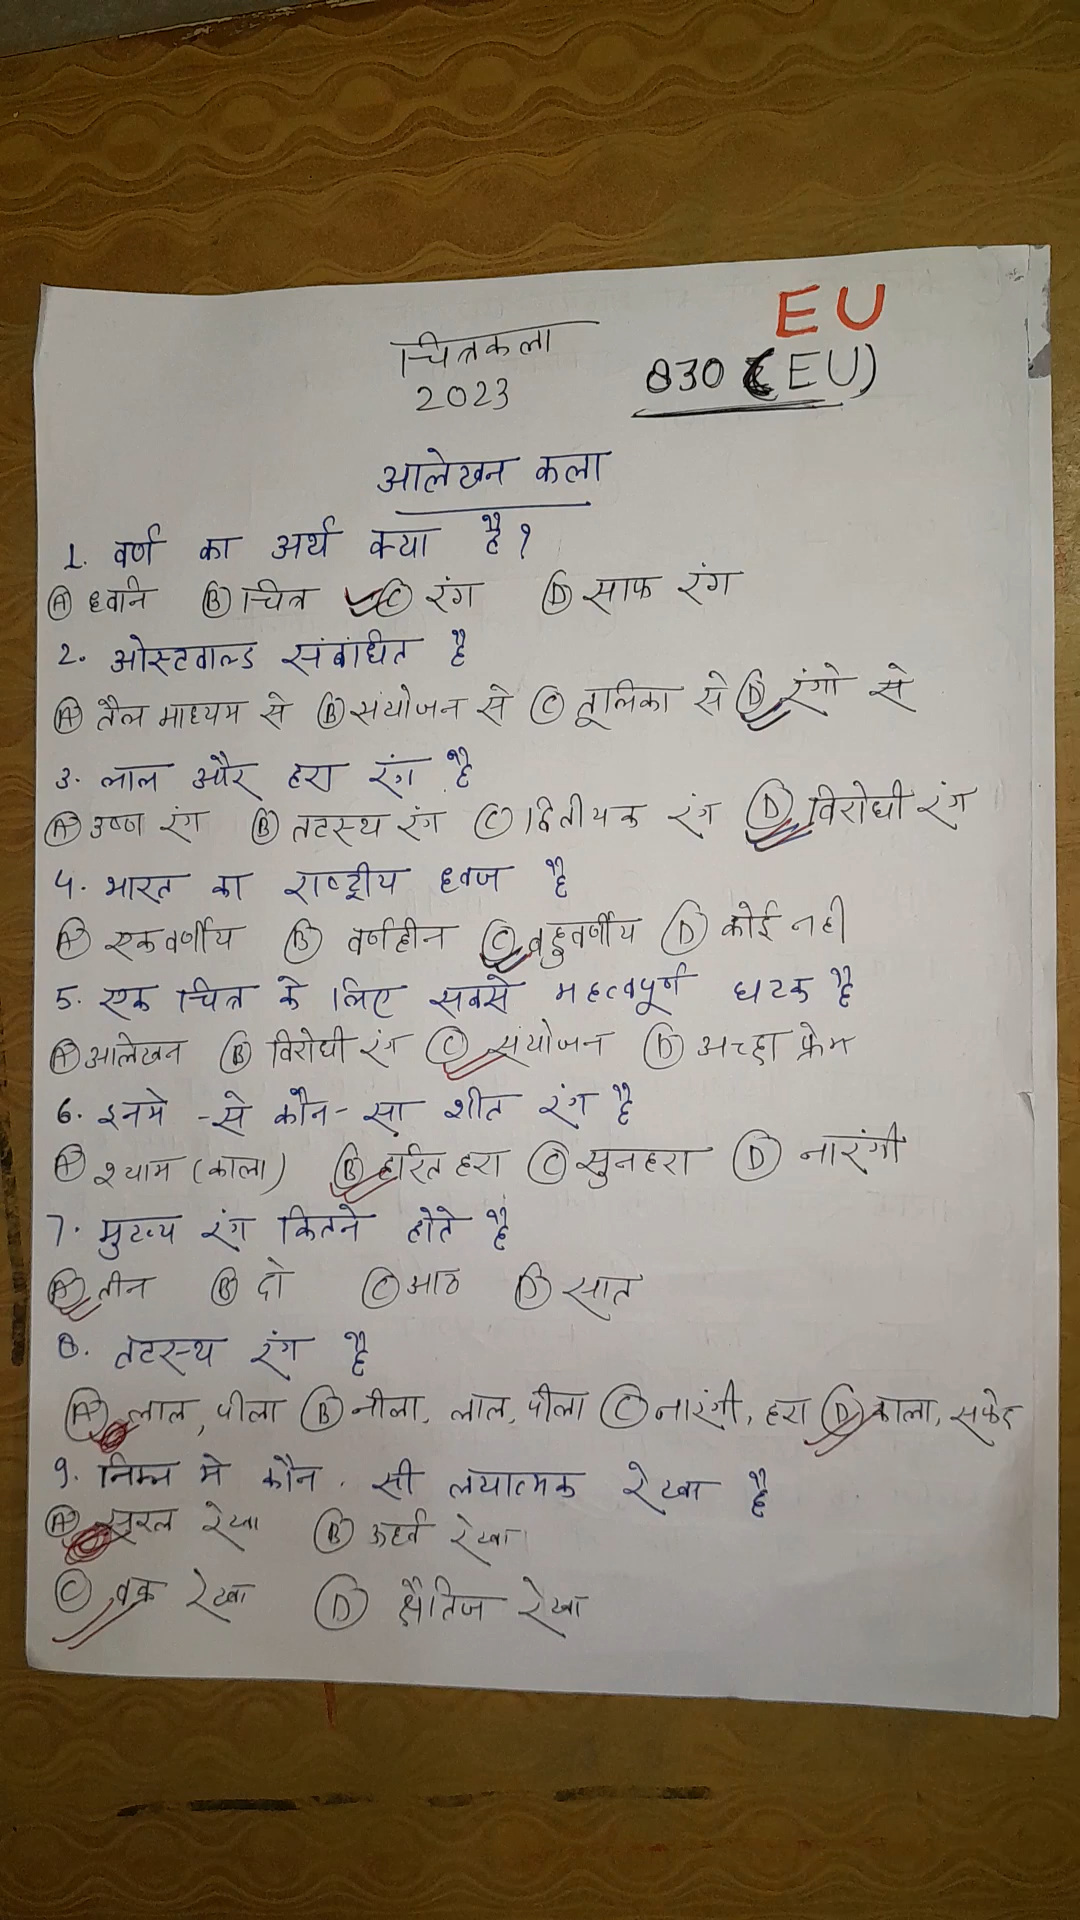 EU
चित्रकला
830 (EU)
2023
आलेखन कला
1. वर्ण का अर्थ क्या है?
(A) ध्वनि (B) चित्र (C) रंग (D) साफ रंग
2. ओस्टवाल्ड संबंधित है
(A) तैल माध्यम से (B) संयोजन से (C) तूलिका से (D) रंगो से
3. लाल और हरा रंग है
(A) उष्ण रंग (B) तटस्थ रंग (C) द्वितीयक रंग (D) विरोधी रंग
4. भारत का राष्ट्रीय ध्वज है
(A) एकवर्णीय (B) वर्णहीन (C) बहुवर्णीय (D) कोई नही
5. एक चित्र के लिए सबसे महत्वपूर्ण घटक है
(A) आलेखन (B) विरोधी रंग (C) संयोजन (D) अच्छा फ्रेम
6. इनमे-से कौन-सा शीत रंग है
(A) श्याम (काला) (B) हरित हरा (C) सुनहरा (D) नारंगी
7. मुख्य रंग कितने होते है
(A) तीन (B) दो (C) आठ (D) सात
8. तटस्थ रंग है
(A) लाल, पीला (B) नीला, लाल, पीला (C) नारंगी, हरा (D) काला, सफेद
9. निम्न मे कौन. सी लयात्मक रेखा है
(A) सरल रेखा (B) ऊर्ध्व रेखा
(C) वक्र रेखा (D) क्षैतिज रेखा